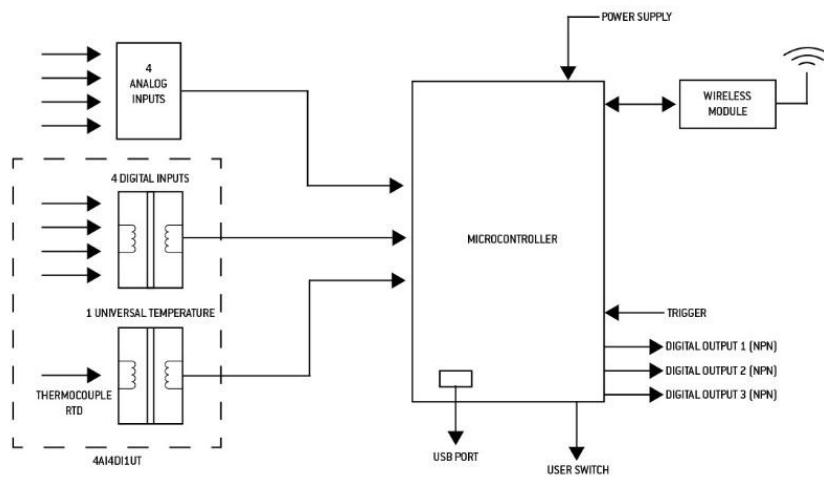 POWER SUPPLY
4
ANALOG
INPUTS
WIRELESS
MODULE
4 DIGITAL INPUTS
MICROCONTROLLER
1 UNIVERSAL TEMPERATURE
TRIGGER
DIGITAL OUTPUT 1 (NPN)
DIGITAL OUTPUT 2 (NPN)
DIGITAL OUTPUT 3 (NPN)
THERMOCOUPLE
RTD
USB PORT
USER SWITCH
4AI4DI1UT